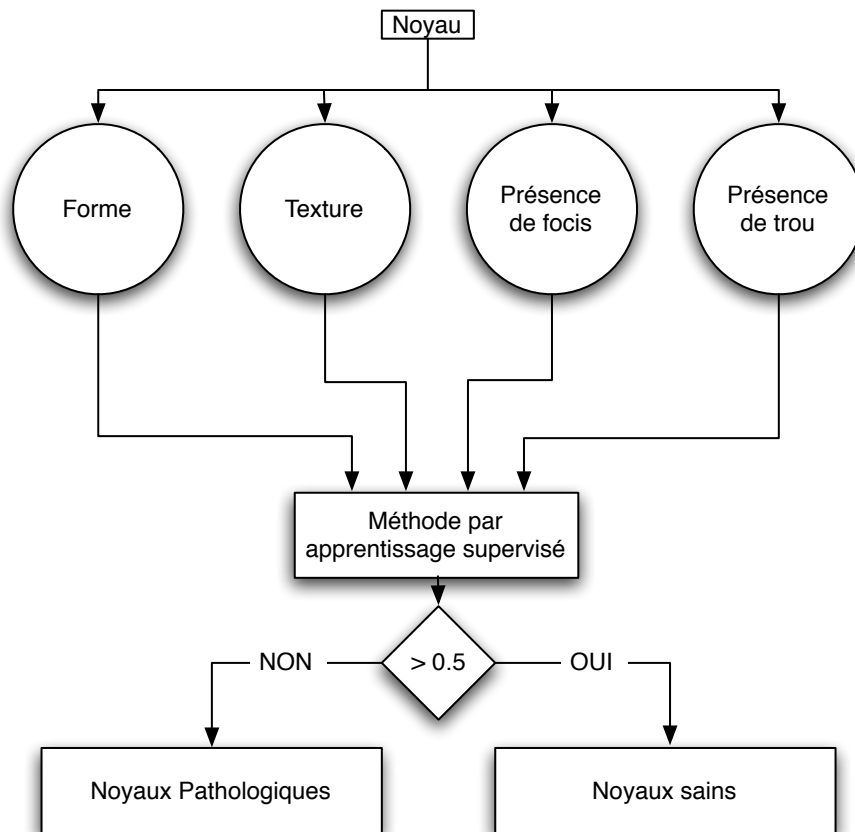 Noyau
Forme
Texture
Présence
de focis
Présence
de trou
Méthode par
apprentissage supervisé
NON
> 0.5
OUI
Noyaux Pathologiques
Noyaux sains